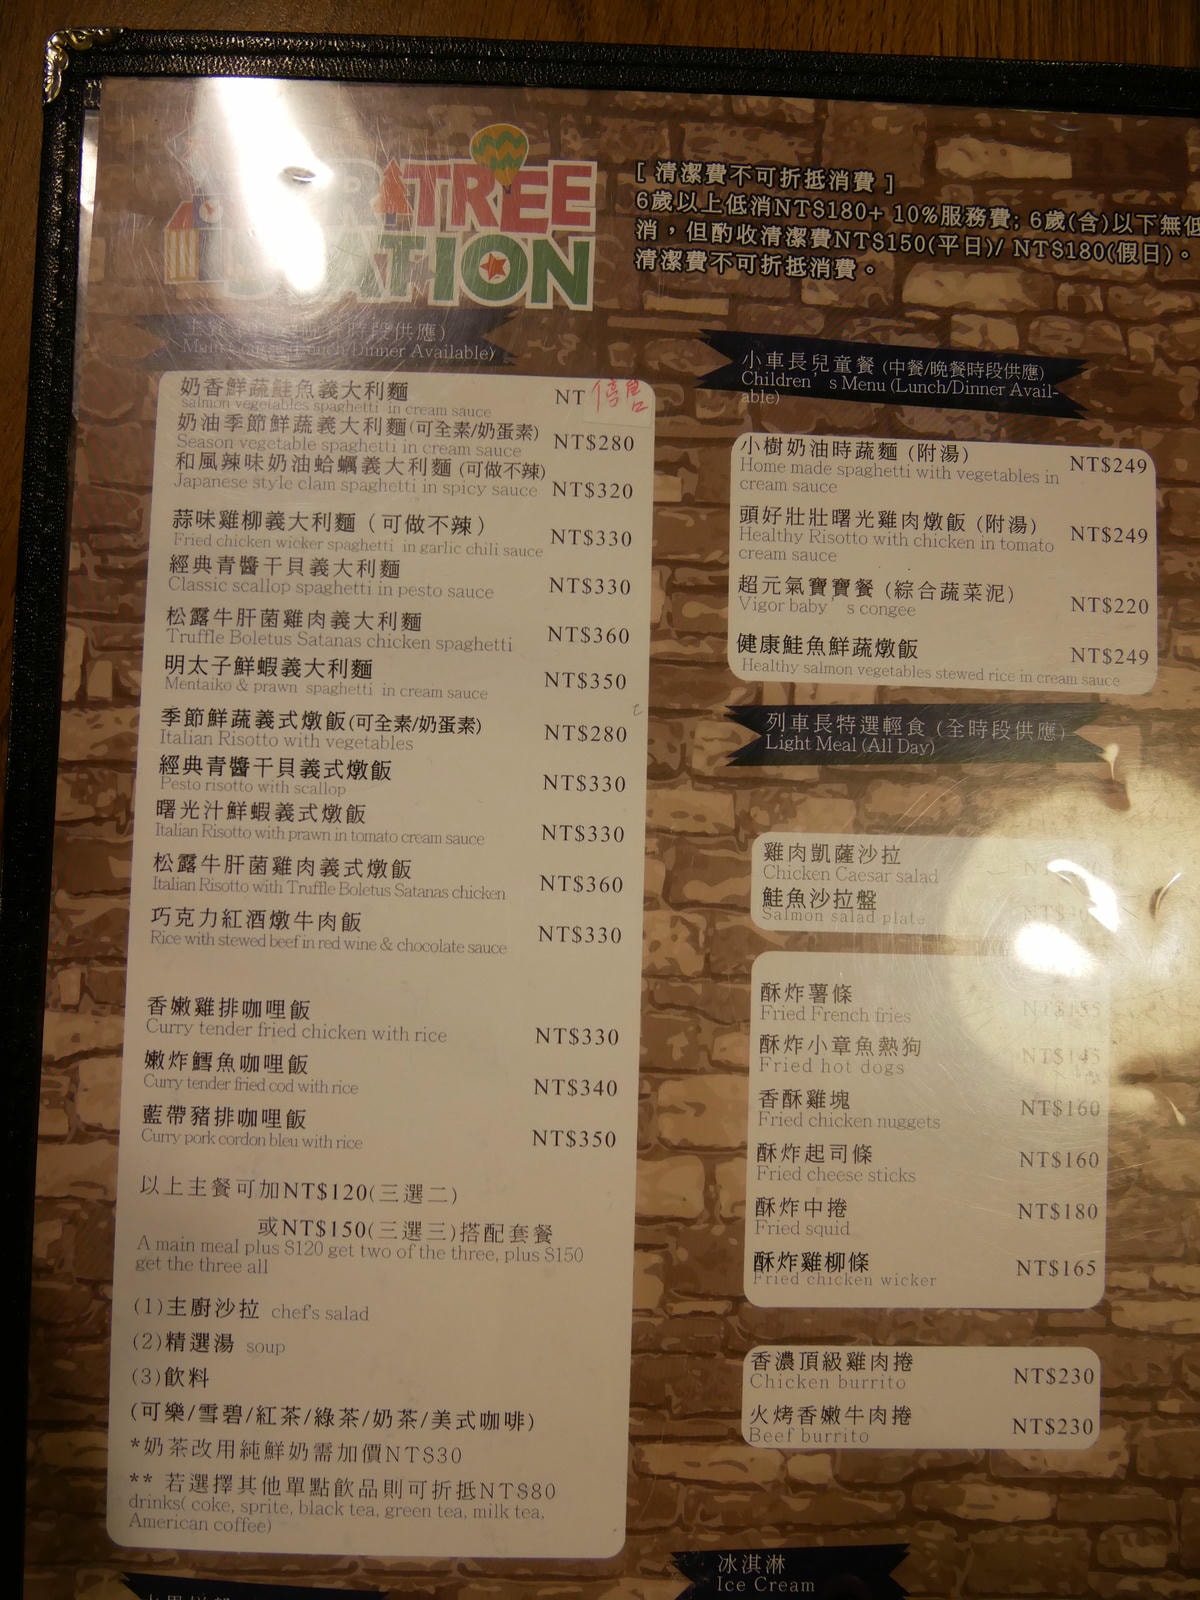 TREE
STATION
[ 清潔費不可折抵消費 ]
6歲以上低消NT$180+ 10%服務費; 6歲(含)以下無低
消，但酌收清潔費NT$150(平日)/ NT$180(假日)。
清潔費不可折抵消費。
時段供應)
Main Course (Lunch/Dinner Available)
奶香鮮蔬鮭魚義大利麵
salmon vegetables spaghetti in cream sauce
NT 停售
奶油季節鮮蔬義大利麵(可全素/奶蛋素)
Season vegetable spaghetti in cream sauce NT$280
和風辣味奶油蛤蠣義大利麵 (可做不辣)
Japanese style clam spaghetti in spicy sauce NT$320
蒜味雞柳義大利麵 (可做不辣)
Fried chicken wicker spaghetti in garlic chili sauce NT$330
經典青醬干貝義大利麵
Classic scallop spaghetti in pesto sauce NT$330
松露牛肝菌雞肉義大利麵
Truffle Boletus Satanas chicken spaghetti NT$360
明太子鮮蝦義大利麵
Mentaiko & prawn spaghetti in cream sauce NT$350
季節鮮蔬義式燉飯(可全素/奶蛋素)
Italian Risotto with vegetables NT$280
經典青醬干貝義式燉飯
Pesto risotto with scallop NT$330
曙光汁鮮蝦義式燉飯
Italian Risotto with prawn in tomato cream sauce NT$330
松露牛肝菌雞肉義式燉飯
Italian Risotto with Truffle Boletus Satanas chicken NT$360
巧克力紅酒燉牛肉飯
Rice with stewed beef in red wine & chocolate sauce NT$330
香嫩雞排咖哩飯
Curry tender fried chicken with rice NT$330
嫩炸鱈魚咖哩飯
Curry tender fried cod with rice NT$340
藍帶豬排咖哩飯
Curry pork cordon bleu with rice NT$350
以上主餐可加NT$120(三選二)
或NT$150(三選三)搭配套餐
A main meal plus $120 get two of the three, plus $150
get the three all
(1)主廚沙拉 chef's salad
(2)精選湯 soup
(3)飲料
(可樂/雪碧/紅茶/綠茶/奶茶/美式咖啡)
*奶茶改用純鮮奶需加價NT$30
** 若選擇其他單點飲品則可折抵NT$80
drinks( coke, sprite, black tea, green tea, milk tea,
American coffee)
小車長兒童餐 (中餐/晚餐時段供應)
Children's Menu (Lunch/Dinner Avail-
able)
小樹奶油時蔬麵 (附湯) NT$249
Home made spaghetti with vegetables in
cream sauce
頭好壯壯曙光雞肉燉飯 (附湯)
Healthy Risotto with chicken in tomato NT$249
cream sauce
超元氣寶寶餐 (綜合蔬菜泥)
Vigor baby's congee NT$220
健康鮭魚鮮蔬燉飯 NT$249
Healthy salmon vegetables stewed rice in cream sauce
列車長特選輕食 (全時段供應)
Light Meal (All Day)
雞肉凱薩沙拉
Chicken Caesar salad
鮭魚沙拉盤
Salmon salad plate
酥炸薯條
Fried French fries
酥炸小章魚熱狗
Fried hot dogs NT$145
香酥雞塊
Fried chicken nuggets NT$160
酥炸起司條
Fried cheese sticks NT$160
酥炸中捲
Fried squid NT$180
酥炸雞柳條
Fried chicken wicker NT$165
香濃頂級雞肉捲
Chicken burrito NT$230
火烤香嫩牛肉捲
Beef burrito NT$230
冰淇淋
Ice Cream